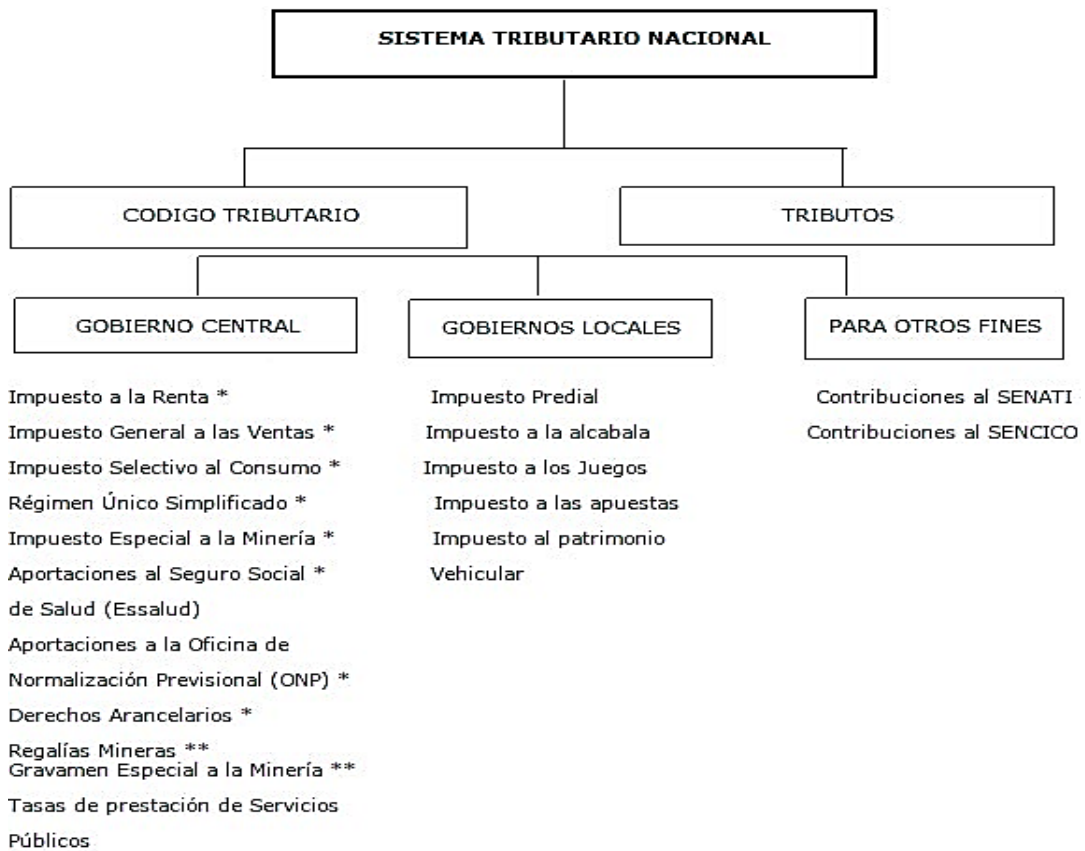 SISTEMA TRIBUTARIO NACIONAL
CODIGO TRIBUTARIO
TRIBUTOS
GOBIERNO CENTRAL
Impuesto a la Renta *
Impuesto General a las Ventas *
Impuesto Selectivo al Consumo *
Régimen Único Simplificado *
Impuesto Especial a la Minería *
Aportaciones al Seguro Social *
de Salud (Essalud)
Aportaciones a la Oficina de
Normalización Previsional (ONP) *
Derechos Arancelarios *
Regalías Mineras **
Gravamen Especial a la Minería **
Tasas de prestación de Servicios
Públicos
GOBIERNOS LOCALES
Impuesto Predial
Impuesto a la alcabala
Impuesto a los Juegos
Impuesto a las apuestas
Impuesto al patrimonio
Vehicular
PARA OTROS FINES
Contribuciones al SENATI
Contribuciones al SENCICO